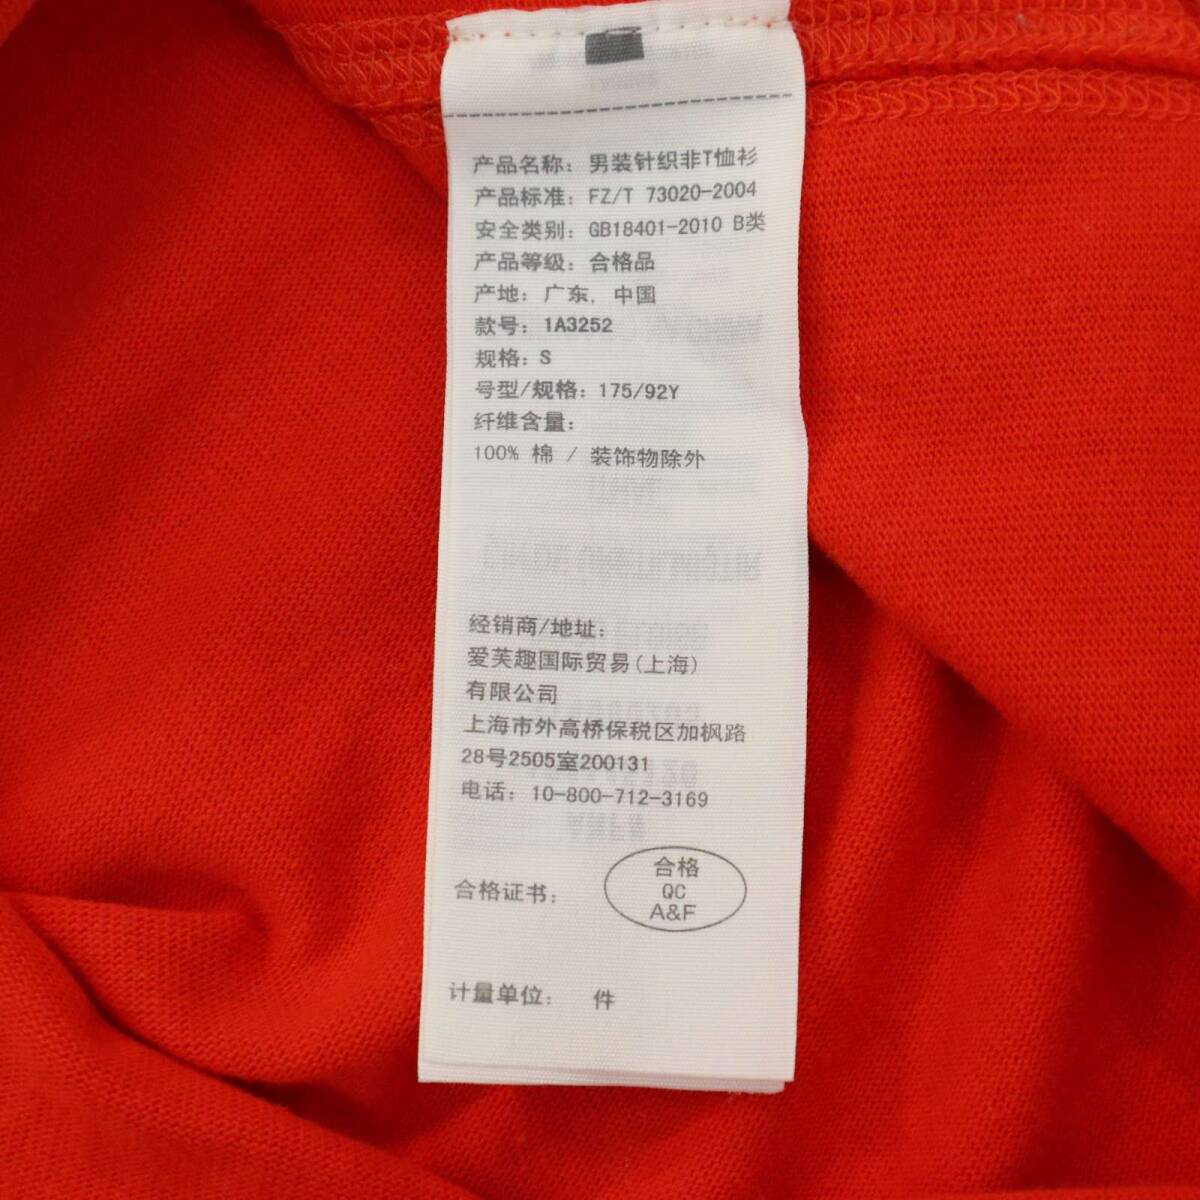 产品名称: 男装针织非T恤衫
产品标准: FZ/T 73020-2004
安全类别: GB18401-2010 B类
产品等级: 合格品
产地: 广东, 中国
款号: 1A3252
规格: S
号型/规格: 175/92Y
纤维含量:
100% 棉 / 装饰物除外
经销商/地址:
爱芙趣国际贸易(上海)
有限公司
上海市外高桥保税区加枫路
28号2505室200131
电话: 10-800-712-3169
合格证书:
合格
QC
A&F
计量单位: 件